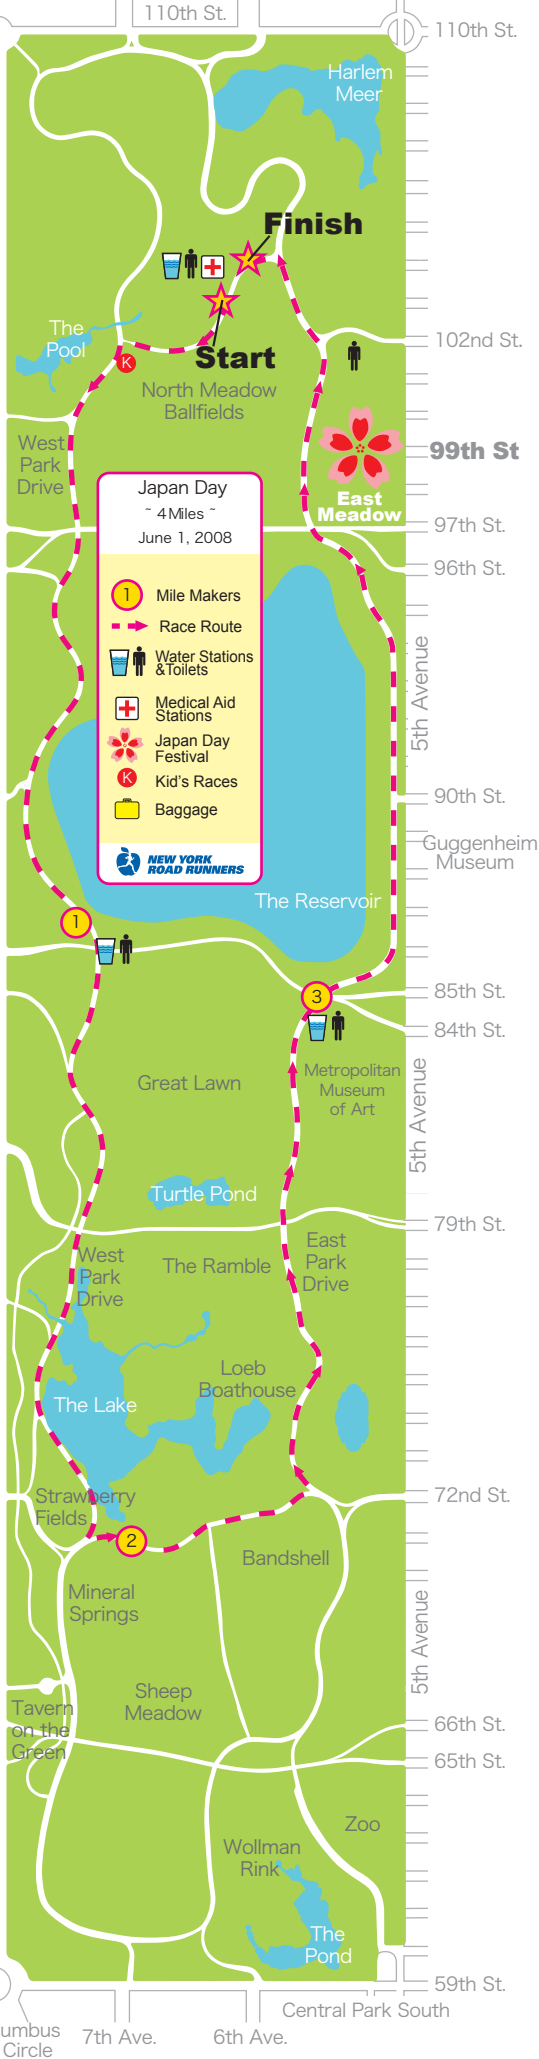 110th St.
110th St.
Harlem
Meer
Finish
Start
The
Pool
K
102nd St.
North Meadow
Ballfields
West
Park
Drive
99th St
East
Meadow
97th St.
96th St.
Japan Day
~ 4Miles ~
June 1, 2008
1 Mile Makers
Race Route
Water Stations
&Toilets
Medical Aid
Stations
Japan Day
Festival
K Kid's Races
Baggage
NEW YORK
ROAD RUNNERS
5th Avenue
90th St.
Guggenheim
Museum
The Reservoir
1
3
85th St.
84th St.
Great Lawn
Metropolitan
Museum
of Art
5th Avenue
Turtle Pond
79th St.
West
Park
Drive
The Ramble
East
Park
Drive
Loeb
Boathouse
The Lake
Strawberry
Fields
72nd St.
2
Bandshell
Mineral
Springs
5th Avenue
Sheep
Meadow
Tavern
on the
Green
66th St.
65th St.
Zoo
Wollman
Rink
The
Pond
59th St.
Central Park South
umbus
Circle
7th Ave.
6th Ave.